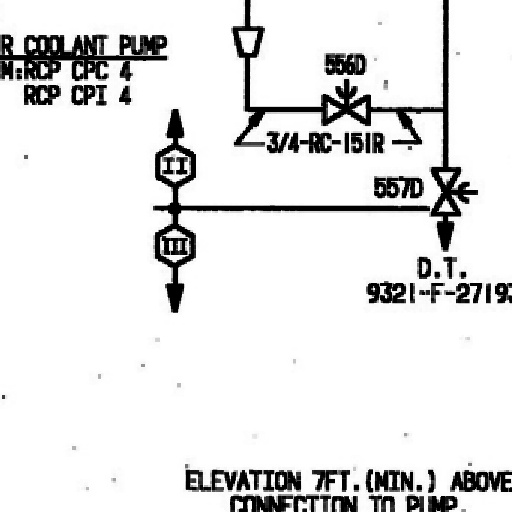 R COOLANT PUMP
M:RCP CPC 4
RCP CPI 4
556D
3/4-RC-151R
II
557D
III
D.T.
9321-F-27193
ELEVATION 7FT.(MIN.) ABOVE
CONNECTION TO PUMP.